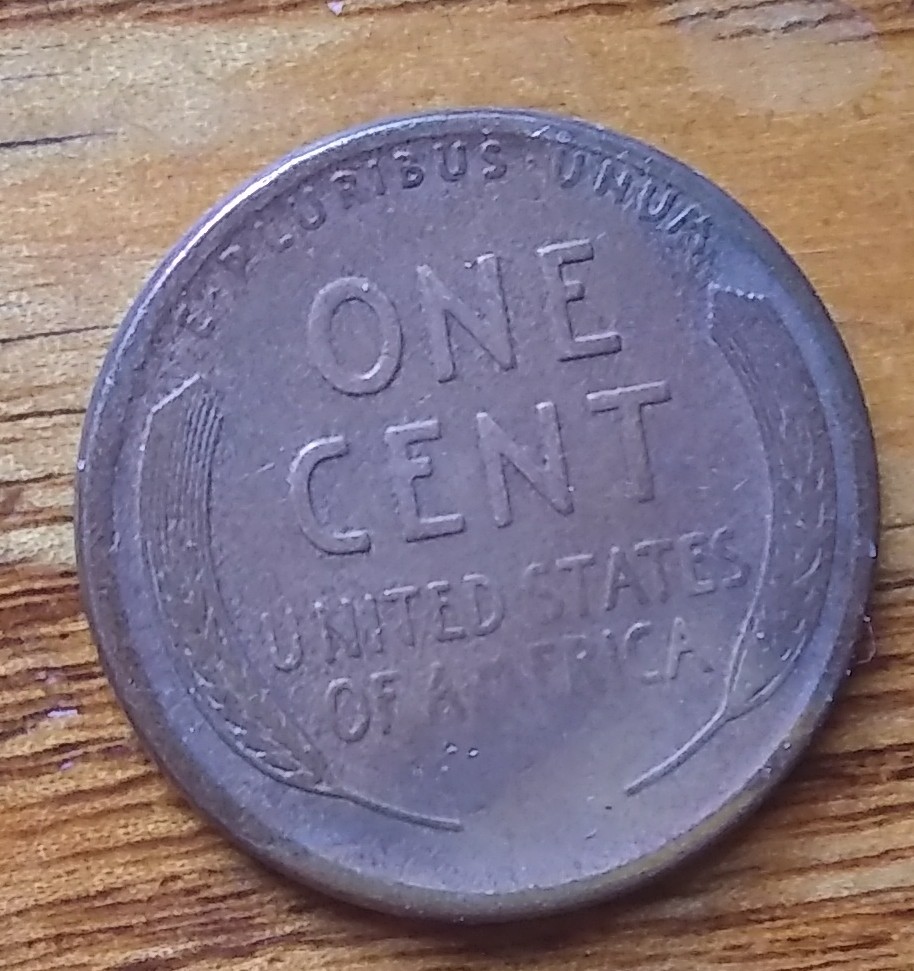 E PLURIBUS · UNUM
ONE
CENT
UNITED STATES
OF AMERICA